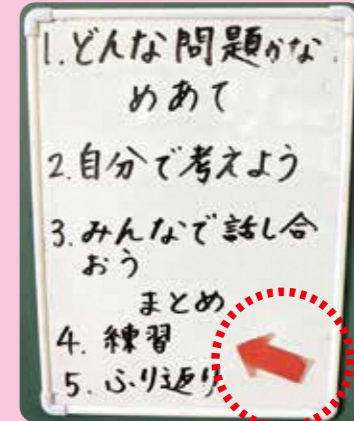 1.どんな問題かな
めあて
2.自分で考えよう
3.みんなで話し合
おう
まとめ
4.練習
5.ふり返り